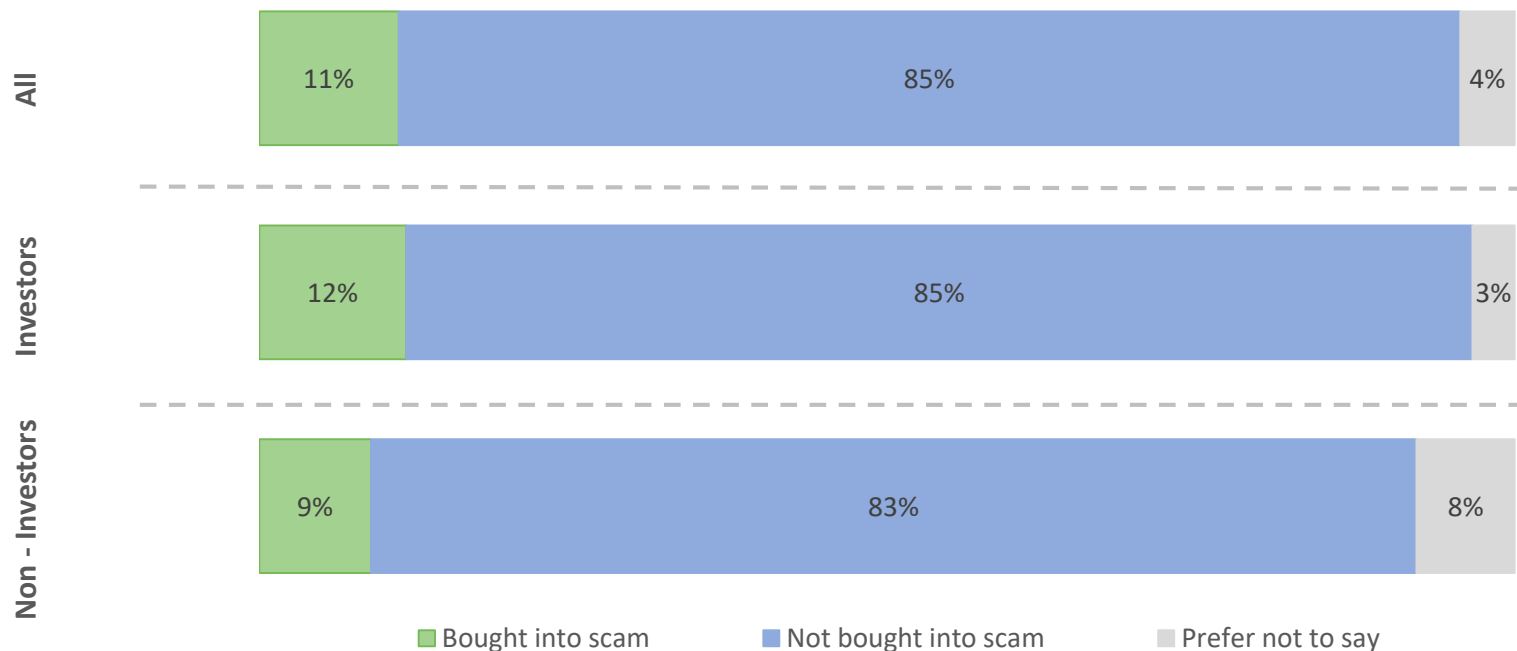 All
11% 85% 4%
Investors
12% 85% 3%
Non - Investors
9% 83% 8%
Bought into scam Not bought into scam Prefer not to say